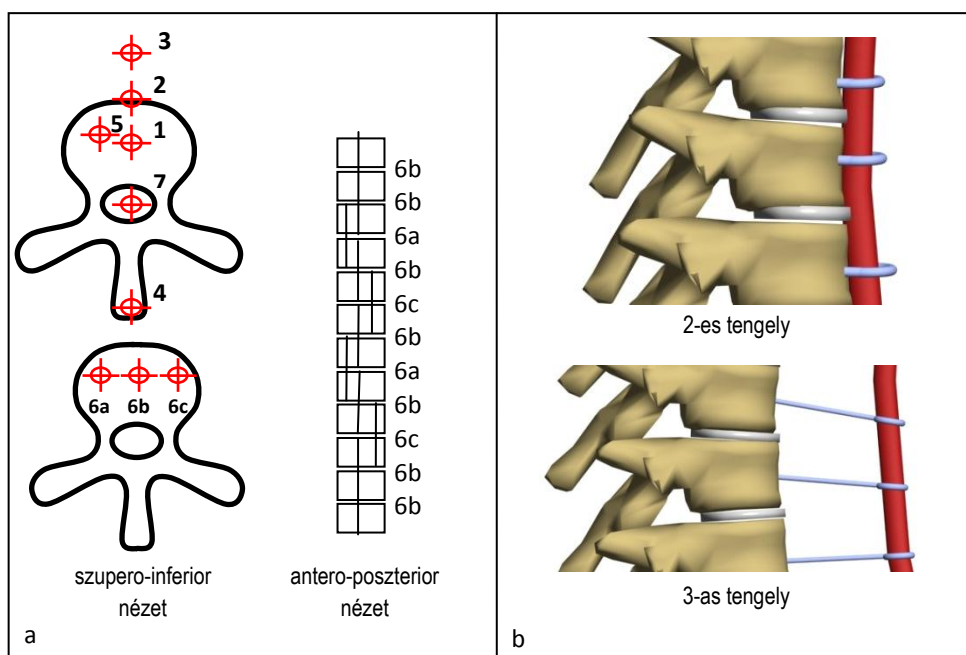 3
2
5
1
7
4
6a 6b 6c
szupero-inferior
nézet
6b
6b
6a
6b
6c
6b
6a
6b
6c
6b
6b
antero-poszterior
nézet
a
2-es tengely
3-as tengely
b